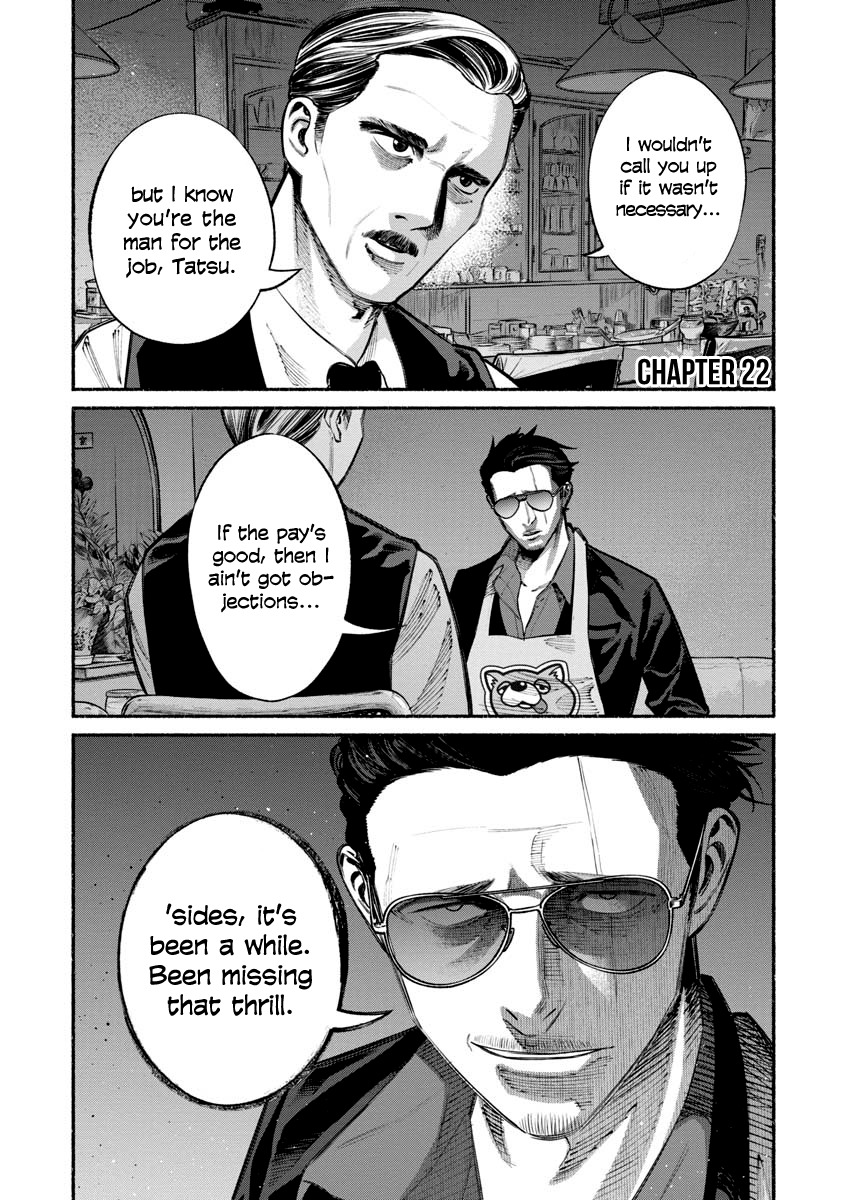 I wouldn't
call you up
if it wasn't
necessary...
but I know
you're the
man for the
job, Tatsu.
CHAPTER 22
If the pay's
good, then I
ain't got ob-
jections...
'sides, it's
been a while.
Been missing
that thrill.